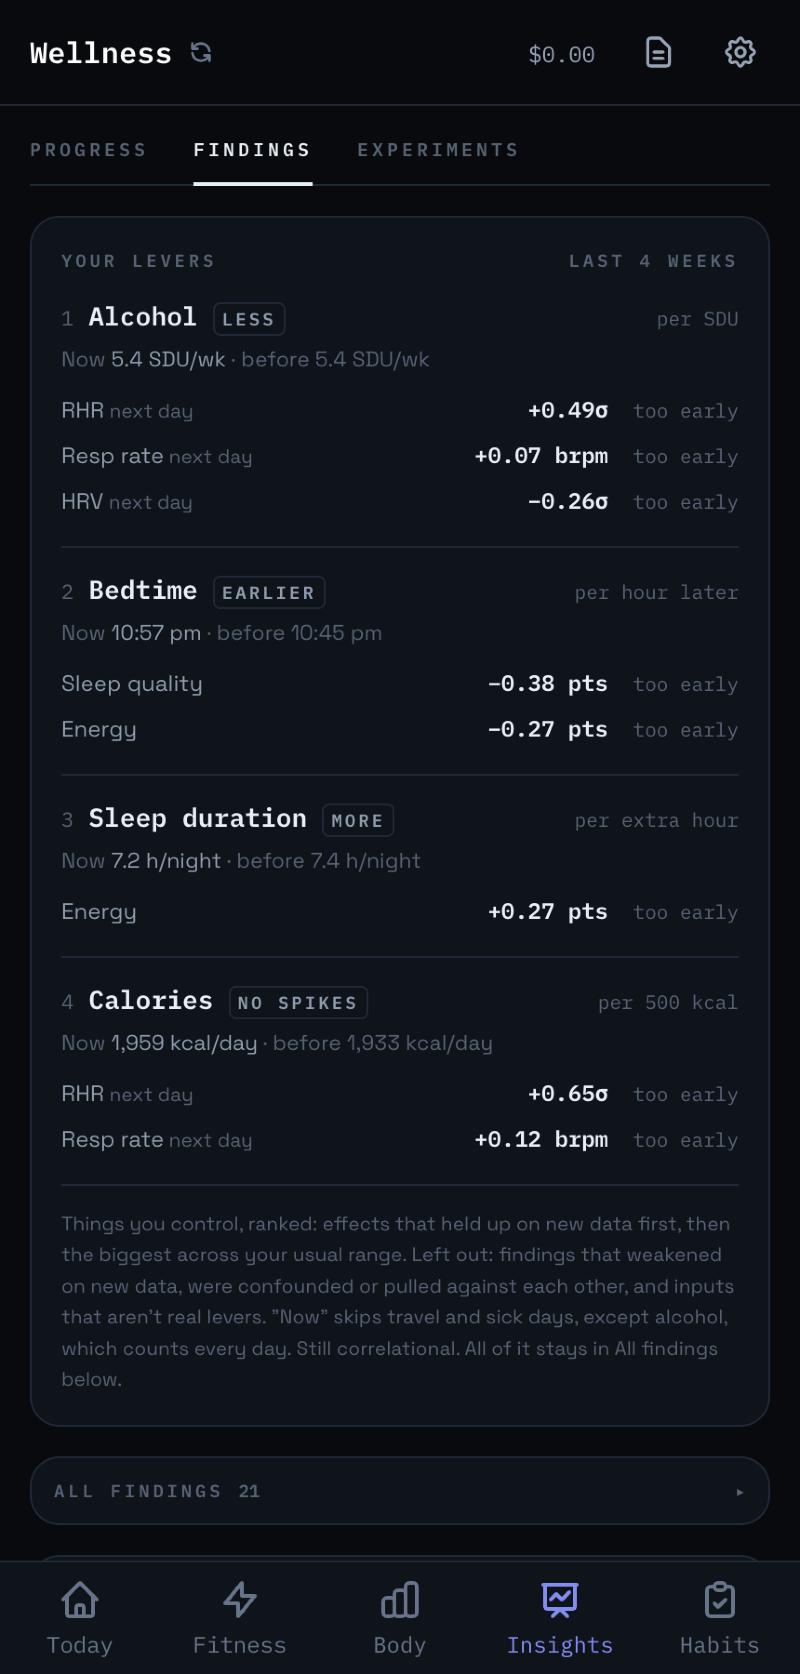 Wellness $0.00
PROGRESS FINDINGS EXPERIMENTS
YOUR LEVERS LAST 4 WEEKS
1 Alcohol LESS per SDU
Now 5.4 SDU/wk · before 5.4 SDU/wk
RHR next day +0.49σ too early
Resp rate next day +0.07 brpm too early
HRV next day −0.26σ too early
2 Bedtime EARLIER per hour later
Now 10:57 pm · before 10:45 pm
Sleep quality −0.38 pts too early
Energy −0.27 pts too early
3 Sleep duration MORE per extra hour
Now 7.2 h/night · before 7.4 h/night
Energy +0.27 pts too early
4 Calories NO SPIKES per 500 kcal
Now 1,959 kcal/day · before 1,933 kcal/day
RHR next day +0.65σ too early
Resp rate next day +0.12 brpm too early
Things you control, ranked: effects that held up on new data first, then
the biggest across your usual range. Left out: findings that weakened
on new data, were confounded or pulled against each other, and inputs
that aren’t real levers. ”Now” skips travel and sick days, except alcohol,
which counts every day. Still correlational. All of it stays in All findings
below.
ALL FINDINGS 21 ▸
Today Fitness Body Insights Habits